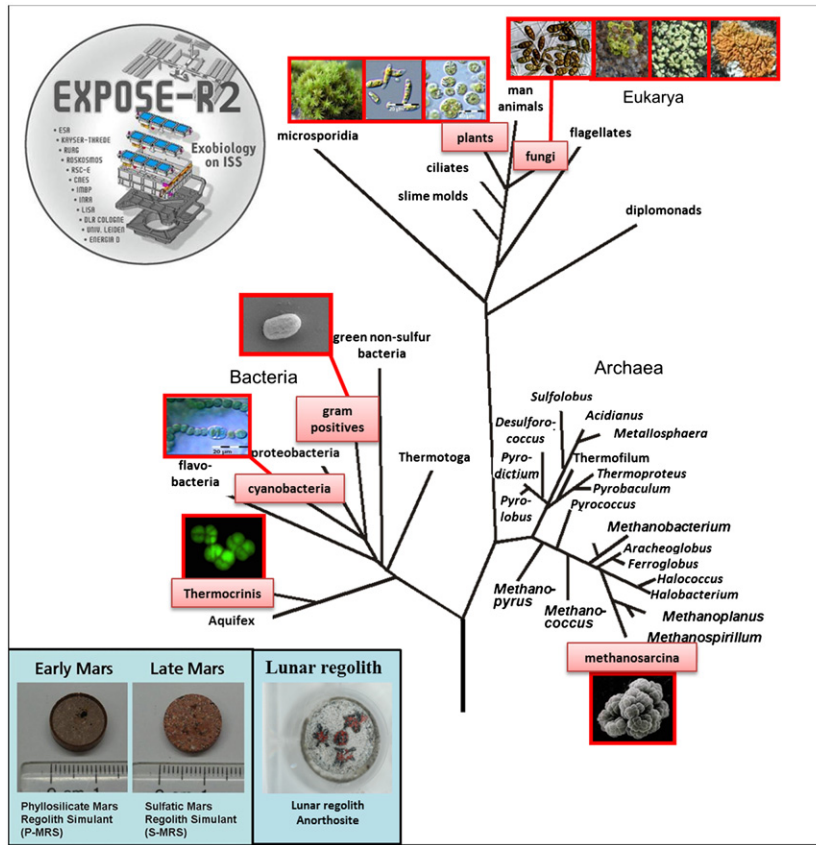 EXPOSE-R2
Exobiology
on ISS
• ESA
• KAYSER-THREDE
• RUAG
• ROSKOSMOS
• RSC-E
• CNES
• IMBP
• INRA
• LISA
• DLR COLOGNE
• UNIV. LEIDEN
• ENERGIA D
man
animals
Eukarya
microsporidia
plants
fungi
flagellates
ciliates
slime molds
diplomonads
green non-sulfur
bacteria
Bacteria
gram
positives
20 µm
proteobacteria
flavo-
bacteria
cyanobacteria
Thermotoga
Thermocrinis
Aquifex
Archaea
Sulfolobus
Acidianus
Desulforo-
coccus
Metallosphaera
Pyro-
dictium
Thermofilum
Thermoproteus
Pyrobaculum
Pyro-
lobus
Pyrococcus
Methanobacterium
Aracheoglobus
Ferroglobus
Halococcus
Halobacterium
Methano-
pyrus
Methano-
coccus
Methanoplanus
Methanospirillum
methanosarcina
Early Mars
Late Mars
Lunar regolith
Phyllosilicate Mars
Regolith Simulant
(P-MRS)
Sulfatic Mars
Regolith Simulant
(S-MRS)
Lunar regolith
Anorthosite